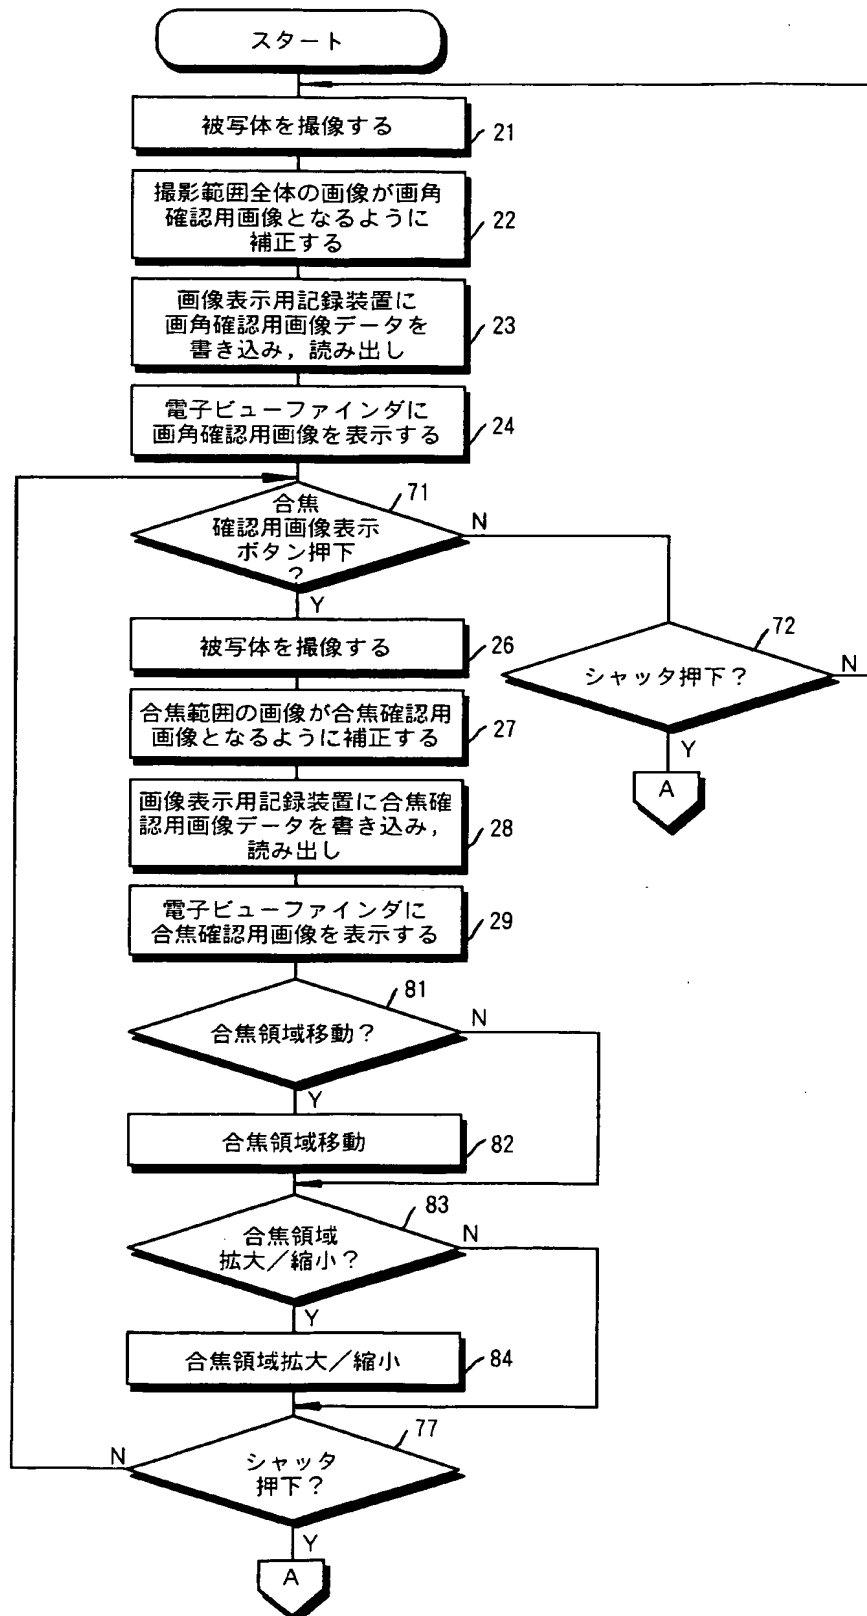 スタート
被写体を撮像する
21
撮影範囲全体の画像が画角
確認用画像となるように
補正する
22
画像表示用記録装置に
画角確認用画像データを
書き込み，読み出し
23
電子ビューファインダに
画角確認用画像を表示する
24
合焦
確認用画像表示
ボタン押下
？
71
N
Y
被写体を撮像する
26
シャッタ押下？
72
N
Y
A
合焦範囲の画像が合焦確認用
画像となるように補正する
27
画像表示用記録装置に合焦確
認用画像データを書き込み，
読み出し
28
電子ビューファインダに
合焦確認用画像を表示する
29
合焦領域移動？
81
N
Y
合焦領域移動
82
合焦領域
拡大／縮小？
83
N
Y
合焦領域拡大／縮小
84
シャッタ
押下？
77
N
Y
A